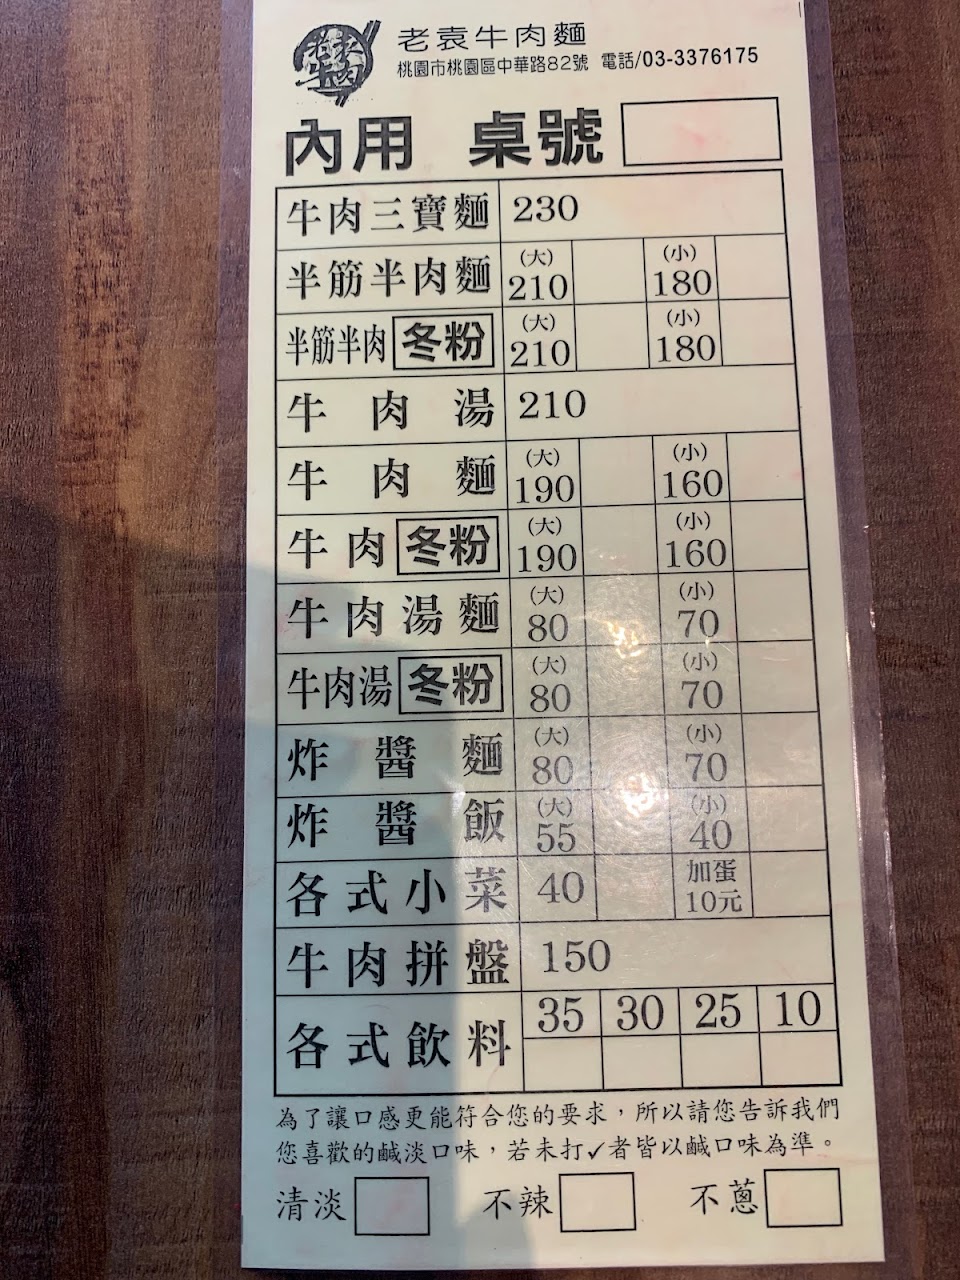 老袁牛肉
老袁牛肉麵
桃園市桃園區中華路82號 電話/03-3376175
內用 桌號
牛肉三寶麵 230
半筋半肉麵 (大) 210 (小) 180
半筋半肉 冬粉 (大) 210 (小) 180
牛肉湯 210
牛肉麵 (大) 190 (小) 160
牛肉 冬粉 (大) 190 (小) 160
牛肉湯麵 (大) 80 (小) 70
牛肉湯 冬粉 (大) 80 (小) 70
炸醬麵 (大) 80 (小) 70
炸醬飯 (大) 55 (小) 40
各式小菜 40 加蛋 10元
牛肉拼盤 150
各式飲料 35 30 25 10
為了讓口感更能符合您的要求，所以請您告訴我們
您喜歡的鹹淡口味，若未打✓者皆以鹹口味為準。
清淡 不辣 不蔥